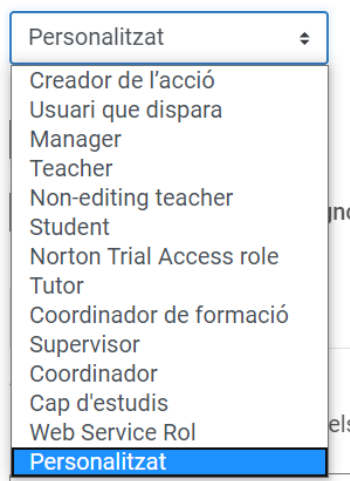 Personalitzat
Creador de l’acció
Usuari que dispara
Manager
Teacher
Non-editing teacher
Student
Norton Trial Access role
Tutor
Coordinador de formació
Supervisor
Coordinador
Cap d'estudis
Web Service Rol
Personalitzat